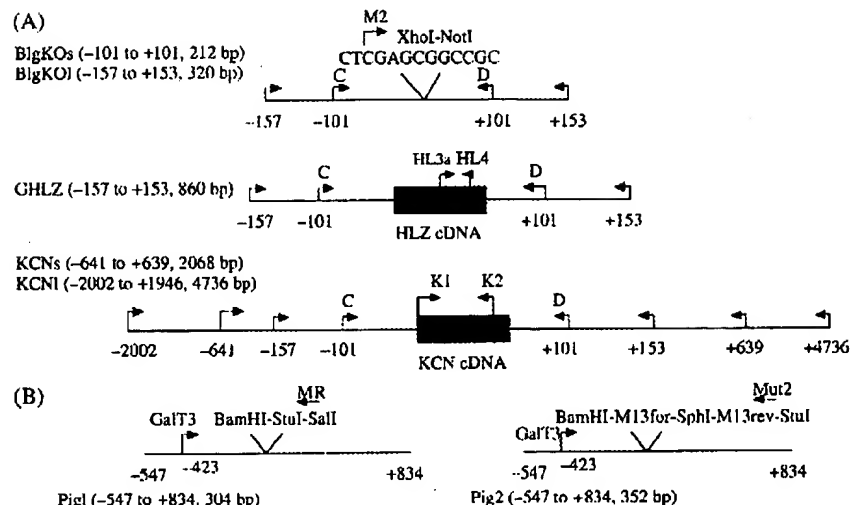 (A)
M2
XhoI-NotI
BlgKOs (−101 to +101, 212 bp)
CTCGAGCGGCCGC
BlgKOl (−157 to +153, 320 bp)
C D
−157 −101 +101 +153
HL3a HL4
GHLZ (−157 to +153, 860 bp)
C D
−157 −101 +101 +153
HLZ cDNA
KCNs (−641 to +639, 2068 bp)
KCNl (−2002 to +1946, 4736 bp)
K1 K2
C D
−2002 −641 −157 −101 +101 +153 +639 +4736
KCN cDNA
(B)
MR Mut2
GalT3 BamHI-StuI-SalI BamHI-M13for-SphI-M13rev-StuI
GalT3
−547 −423 +834 −547 −423 +834
Pig1 (−547 to +834, 304 bp) Pig2 (−547 to +834, 352 bp)